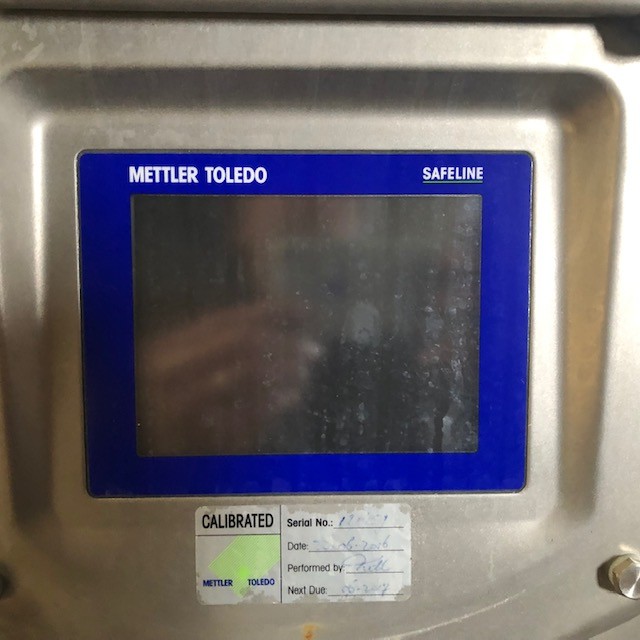 METTLER TOLEDO SAFELINE
CALIBRATED
METTLER TOLEDO
Serial No.:
Date:
Performed by:
Next Due: